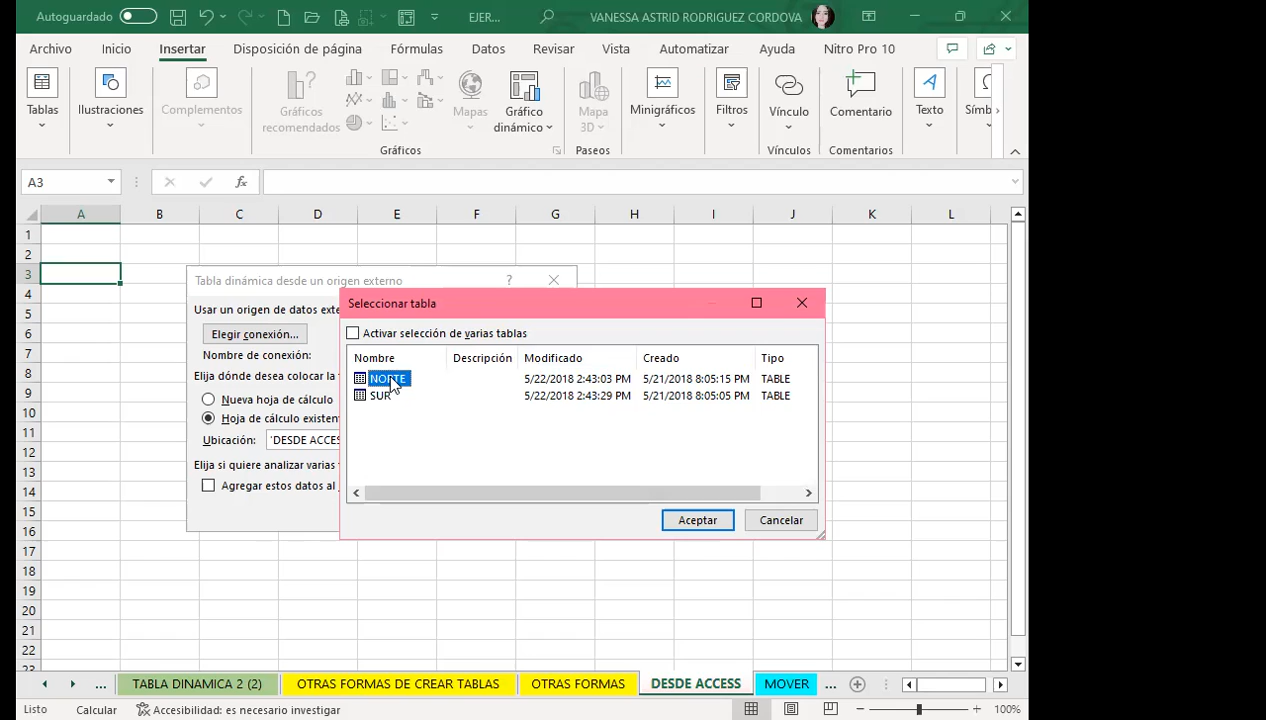 Autoguardado
EJER...
VANESSA ASTRID RODRIGUEZ CORDOVA
Archivo Inicio Insertar Disposición de página Fórmulas Datos Revisar Vista Automatizar Ayuda Nitro Pro 10
Tablas
Ilustraciones
Complementos
Gráficos recomendados
Mapas
Gráfico dinámico
Mapa 3D
Minigráficos
Filtros
Vínculo
Comentario
Texto
Símb
Gráficos Paseos Vínculos Comentarios
A3
fx
A B C D E F G H I J K L
1
2
3
4
5
6
7
8
9
10
11
12
13
14
15
16
17
18
19
20
21
22
23
Tabla dinámica desde un origen externo ?
Usar un origen de datos exte
Elegir conexión...
Nombre de conexión:
Elija dónde desea colocar la
Nueva hoja de cálculo
Hoja de cálculo existen
Ubicación: 'DESDE ACCES
Elija si quiere analizar varias
Agregar estos datos al
Seleccionar tabla
Activar selección de varias tablas
Nombre Descripción Modificado Creado Tipo
NORTE 5/22/2018 2:43:03 PM 5/21/2018 8:05:15 PM TABLE
SUR 5/22/2018 2:43:29 PM 5/21/2018 8:05:05 PM TABLE
Aceptar Cancelar
... TABLA DINAMICA 2 (2) OTRAS FORMAS DE CREAR TABLAS OTRAS FORMAS DESDE ACCESS MOVER ...
Listo Calcular Accesibilidad: es necesario investigar 100%